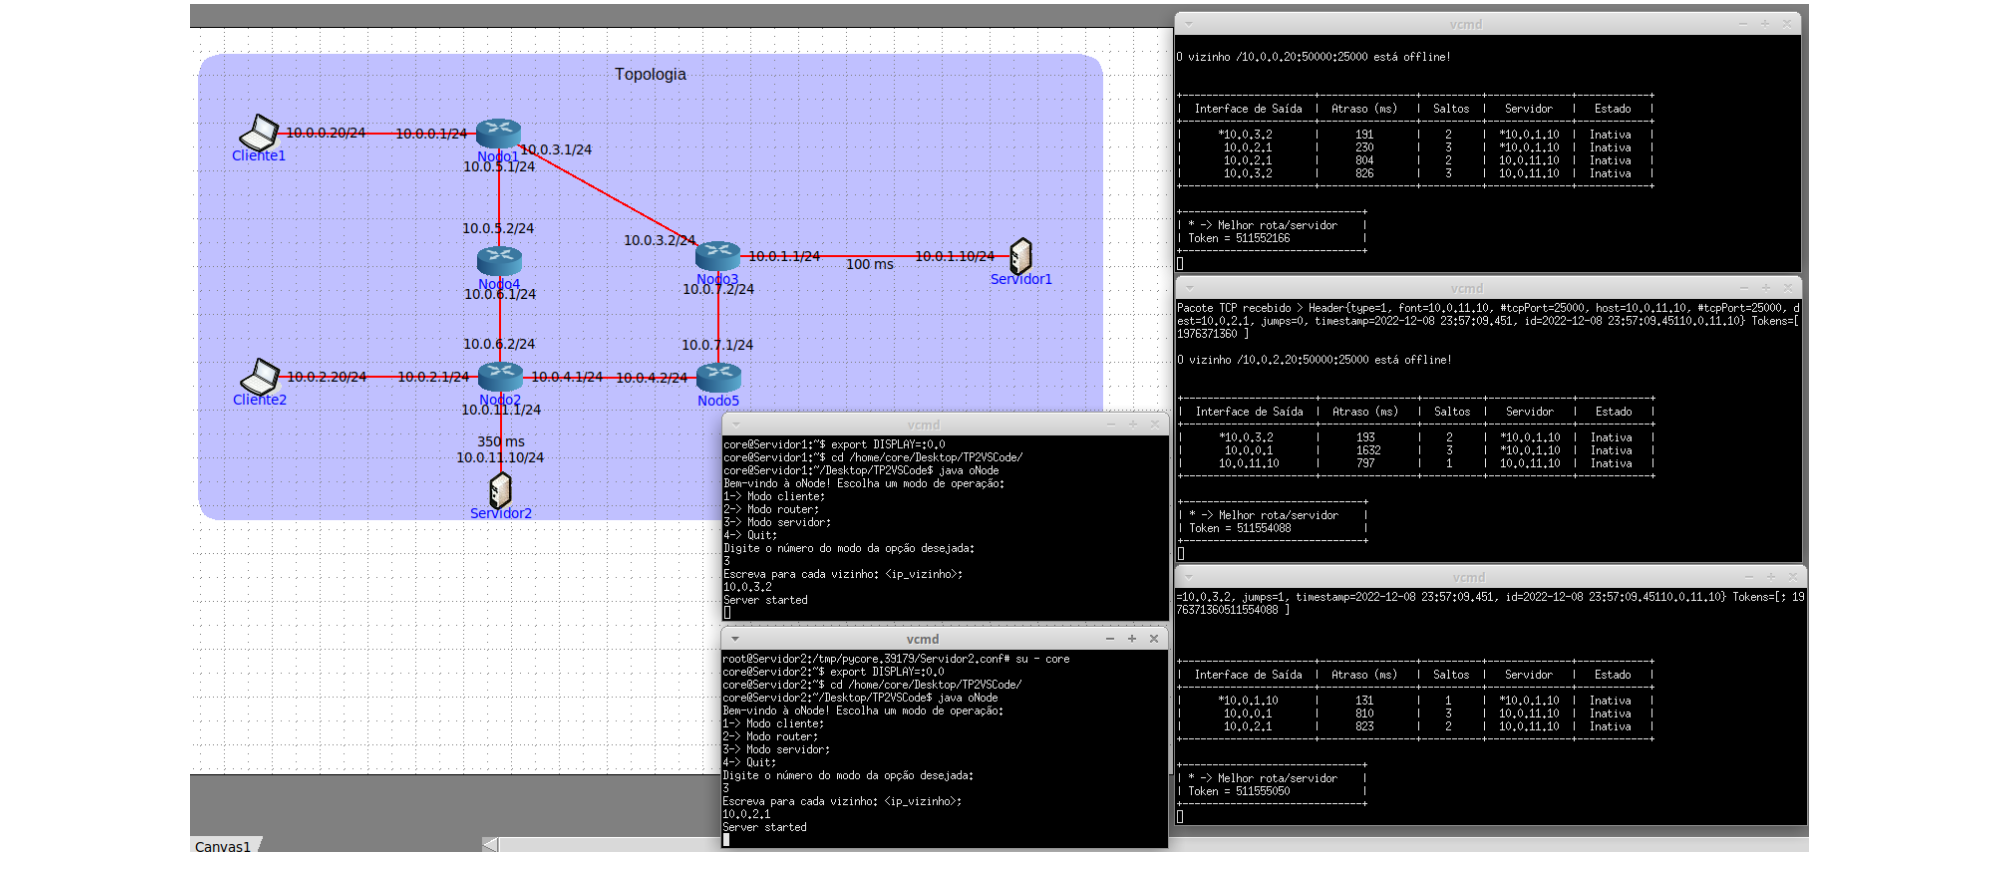 Topologia
10.0.0.20/24
10.0.0.1/24
Cliente1
Nodo1
10.0.3.1/24
10.0.5.1/24
10.0.5.2/24
10.0.3.2/24
10.0.1.1/24
10.0.1.10/24
100 ms
Nodo4
Nodo3
Servidor1
10.0.6.1/24
10.0.7.2/24
10.0.6.2/24
10.0.7.1/24
10.0.2.20/24
10.0.2.1/24
10.0.4.1/24
10.0.4.2/24
Cliente2
Nodo2
Nodo5
10.0.11.1/24
350 ms
10.0.11.10/24
Servidor2
Canvas1
vcmd
core@Servidor1:~$ export DISPLAY=:0.0
core@Servidor1:~$ cd /home/core/Desktop/TP2VSCode/
core@Servidor1:~/Desktop/TP2VSCode$ java oNode
Bem-vindo à oNode! Escolha um modo de operação:
1-> Modo cliente;
2-> Modo router;
3-> Modo servidor;
4-> Quit;
Digite o número do modo da opção desejada:
3
Escreva para cada vizinho: <ip_vizinho>;
10.0.3.2
Server started
vcmd
root@Servidor2:/tmp/pycore.39179/Servidor2.conf# su - core
core@Servidor2:~$ export DISPLAY=:0.0
core@Servidor2:~$ cd /home/core/Desktop/TP2VSCode/
core@Servidor2:~/Desktop/TP2VSCode$ java oNode
Bem-vindo à oNode! Escolha um modo de operação:
1-> Modo cliente;
2-> Modo router;
3-> Modo servidor;
4-> Quit;
Digite o número do modo da opção desejada:
3
Escreva para cada vizinho: <ip_vizinho>;
10.0.2.1
Server started
vcmd
O vizinho /10.0.0.20:50000:25000 está offline!
| Interface de Saída | Atraso (ms) | Saltos | Servidor | Estado |
| *10.0.3.2 | 191 | 2 | *10.0.1.10 | Inativa |
| 10.0.2.1 | 230 | 3 | *10.0.1.10 | Inativa |
| 10.0.2.1 | 804 | 2 | 10.0.11.10 | Inativa |
| 10.0.3.2 | 826 | 3 | 10.0.11.10 | Inativa |
| * -> Melhor rota/servidor |
| Token = 511552166 |
vcmd
Pacote TCP recebido > Header{type=1, font=10.0.11.10, #tcpPort=25000, host=10.0.11.10, #tcpPort=25000, d
est=10.0.2.1, jumps=0, timestamp=2022-12-08 23:57:09.451, id=2022-12-08 23:57:09.45110.0.11.10} Tokens=[
1976371360 ]
O vizinho /10.0.2.20:50000:25000 está offline!
| Interface de Saída | Atraso (ms) | Saltos | Servidor | Estado |
| *10.0.3.2 | 193 | 2 | *10.0.1.10 | Inativa |
| 10.0.0.1 | 1632 | 3 | *10.0.1.10 | Inativa |
| 10.0.11.10 | 797 | 1 | 10.0.11.10 | Inativa |
| * -> Melhor rota/servidor |
| Token = 511554088 |
vcmd
=10.0.3.2, jumps=1, timestamp=2022-12-08 23:57:09.451, id=2022-12-08 23:57:09.45110.0.11.10} Tokens=[; 19
76371360511554088 ]
| Interface de Saída | Atraso (ms) | Saltos | Servidor | Estado |
| *10.0.1.10 | 131 | 1 | *10.0.1.10 | Inativa |
| 10.0.0.1 | 810 | 3 | 10.0.11.10 | Inativa |
| 10.0.2.1 | 823 | 2 | 10.0.11.10 | Inativa |
| * -> Melhor rota/servidor |
| Token = 511555050 |